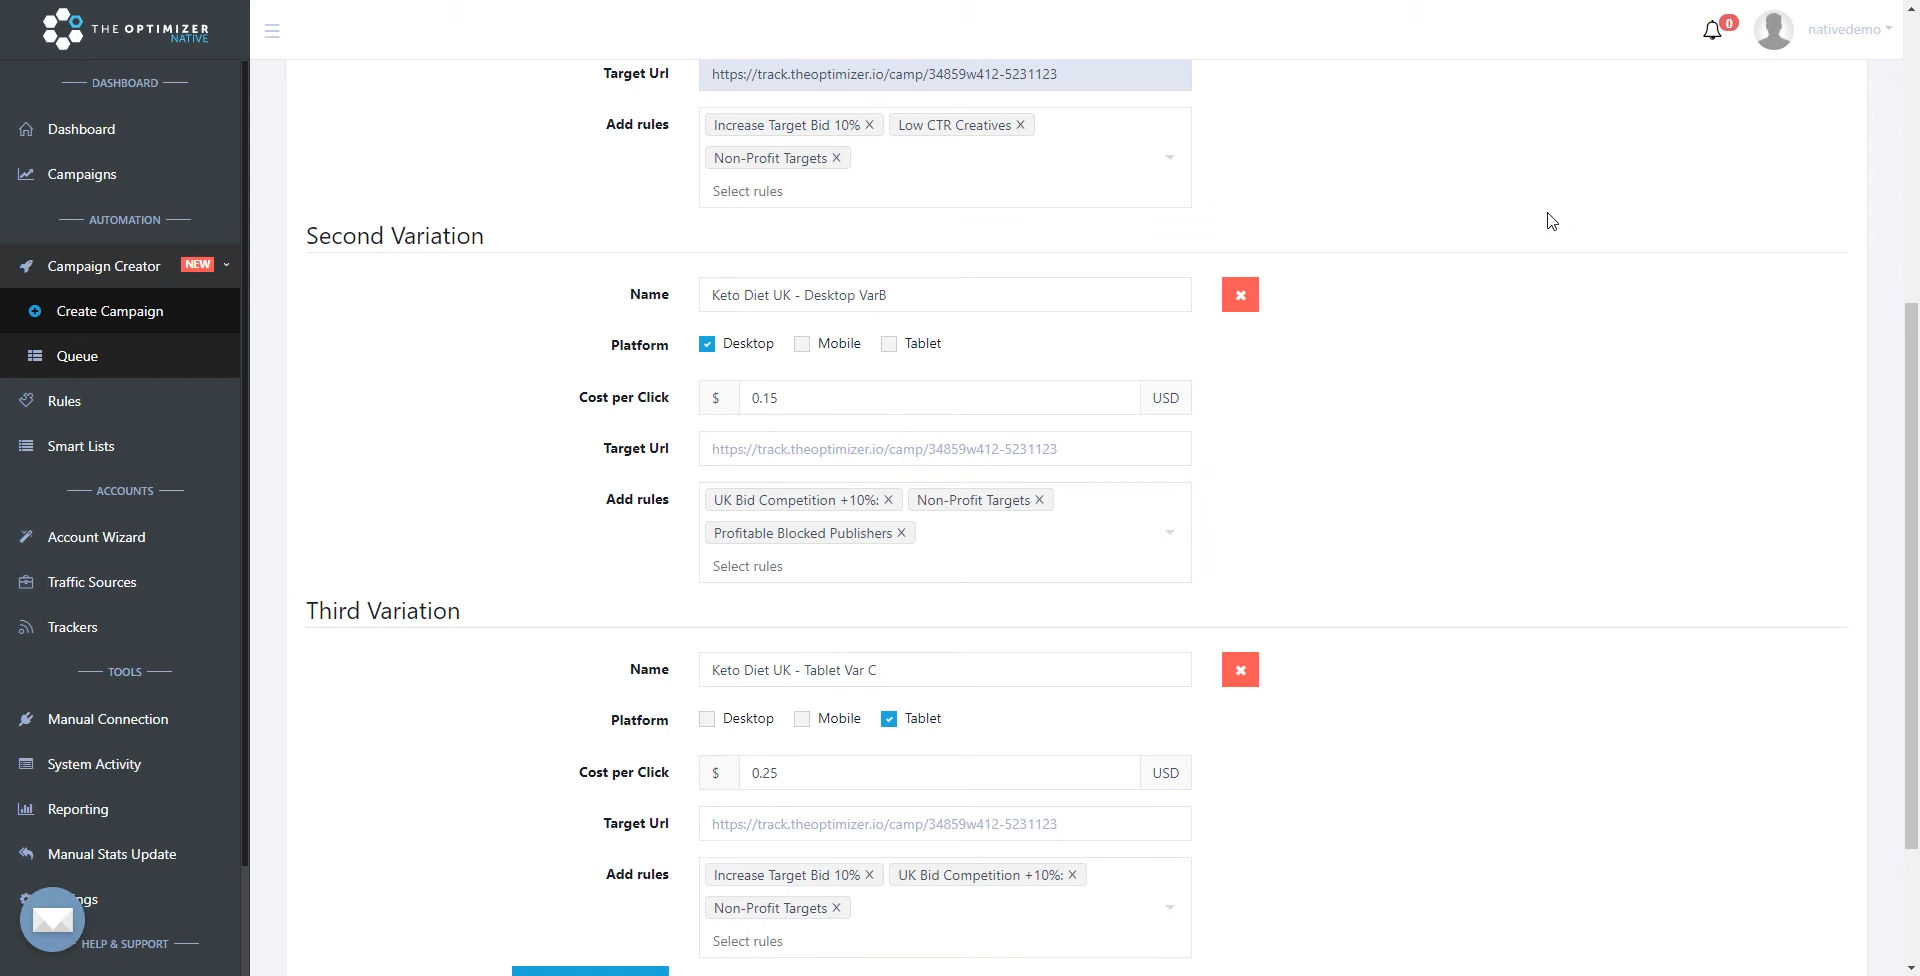 THE OPTIMIZER
NATIVE
0
nativedemo
DASHBOARD
Dashboard
Campaigns
AUTOMATION
Campaign Creator NEW
Create Campaign
Queue
Rules
Smart Lists
ACCOUNTS
Account Wizard
Traffic Sources
Trackers
TOOLS
Manual Connection
System Activity
Reporting
Manual Stats Update
ngs
HELP & SUPPORT
Target Url https://track.theoptimizer.io/camp/34859w412-5231123
Add rules Increase Target Bid 10% × Low CTR Creatives ×
Non-Profit Targets ×
Select rules
Second Variation
Name Keto Diet UK - Desktop VarB
Platform Desktop Mobile Tablet
Cost per Click $ 0.15 USD
Target Url https://track.theoptimizer.io/camp/34859w412-5231123
Add rules UK Bid Competition +10%: × Non-Profit Targets ×
Profitable Blocked Publishers ×
Select rules
Third Variation
Name Keto Diet UK - Tablet Var C
Platform Desktop Mobile Tablet
Cost per Click $ 0.25 USD
Target Url https://track.theoptimizer.io/camp/34859w412-5231123
Add rules Increase Target Bid 10% × UK Bid Competition +10%: ×
Non-Profit Targets ×
Select rules